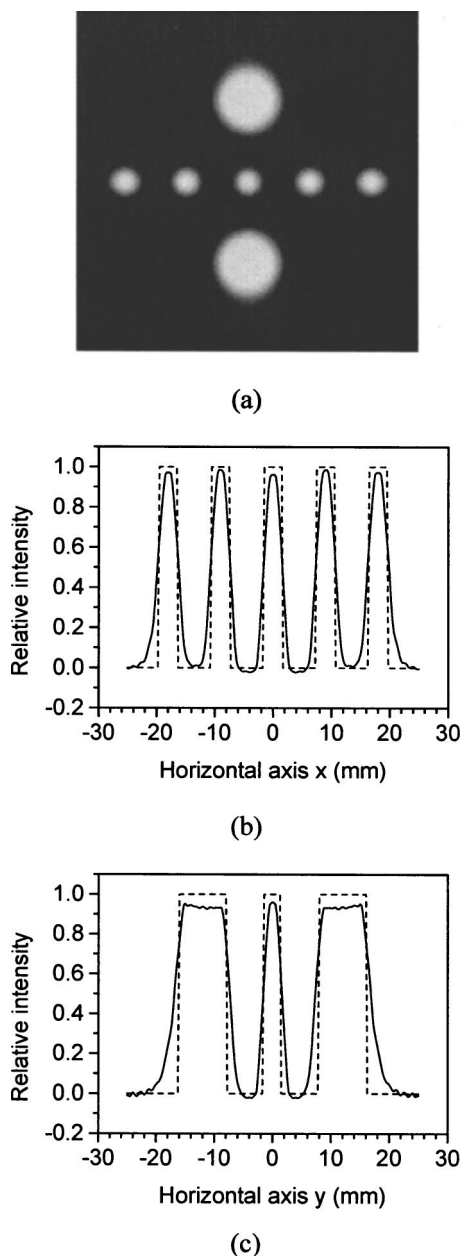 (a)
1.0
0.8
0.6
0.4
0.2
0.0
-0.2
Relative intensity
-30 -20 -10 0 10 20 30
Horizontal axis x (mm)
(b)
1.0
0.8
0.6
0.4
0.2
0.0
-0.2
Relative intensity
-30 -20 -10 0 10 20 30
Horizontal axis y (mm)
(c)